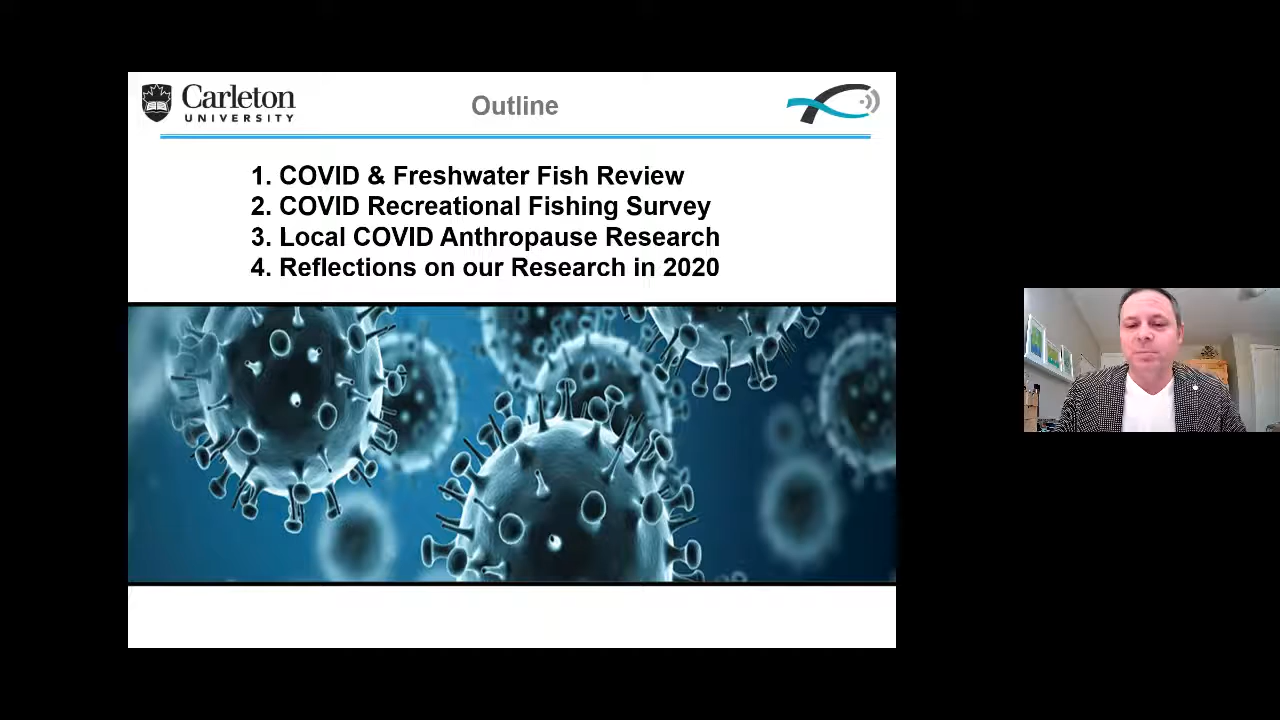 Carleton
UNIVERSITY
Outline
1. COVID & Freshwater Fish Review
2. COVID Recreational Fishing Survey
3. Local COVID Anthropause Research
4. Reflections on our Research in 2020